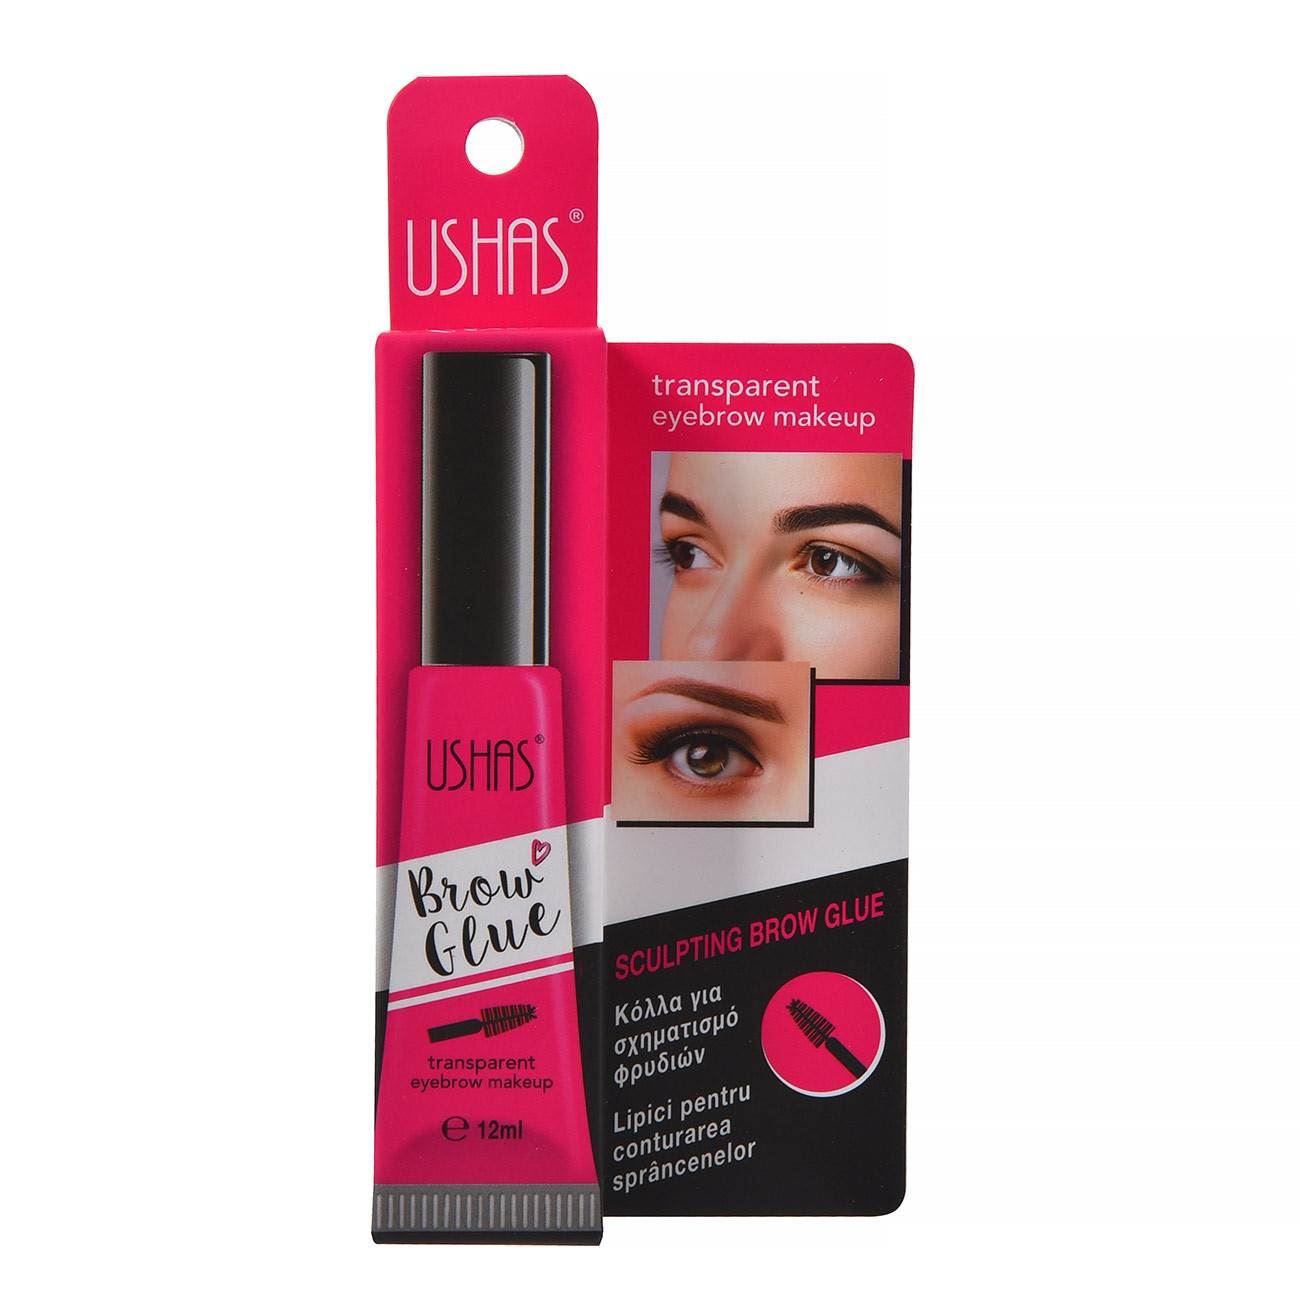 USHAS®
transparent
eyebrow makeup
USHAS®
Brow
Glue
transparent
eyebrow makeup
℮ 12ml
SCULPTING BROW GLUE
Κόλλα για
σχηματισμό
φρυδιών
Lipici pentru
conturarea
sprâncenelor